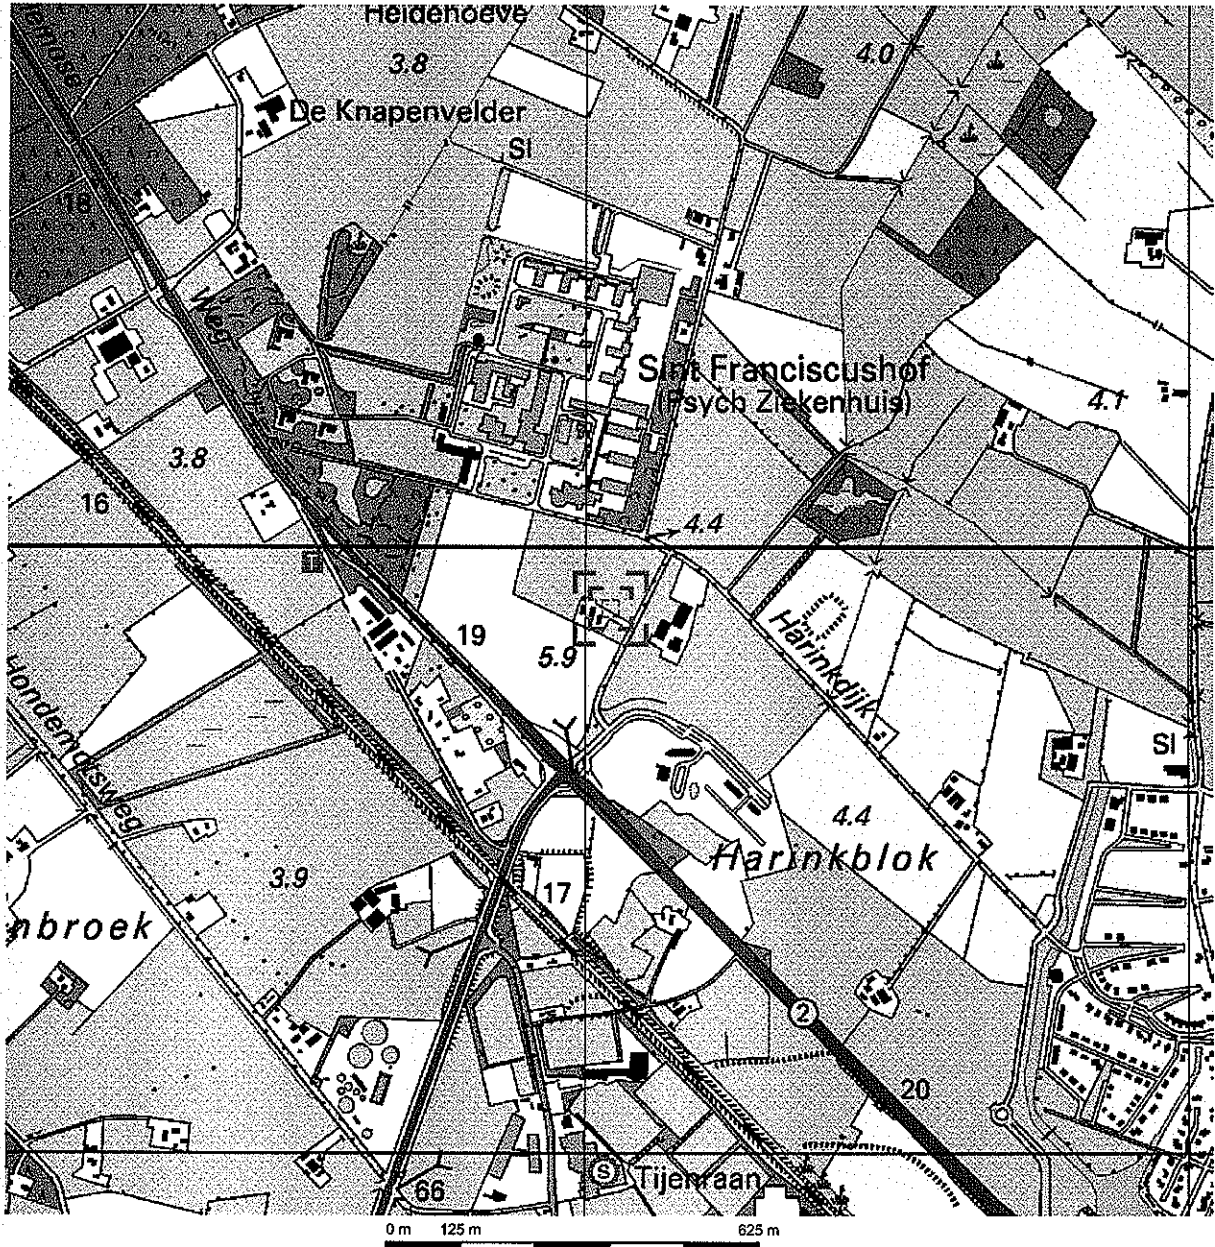 Heidehoeve
3.8
4.0
De Knapenvelder
Sl
18
Weg
Sint Franciscushof
(Psych Ziekenhuis)
4.1
3.8
16
4.4
T
19
5.9
Harinkdijk
Sl
4.4
Harinkblok
3.9
17
nbroek
2
20
S
Tijenraan
66
0 m 125 m 625 m